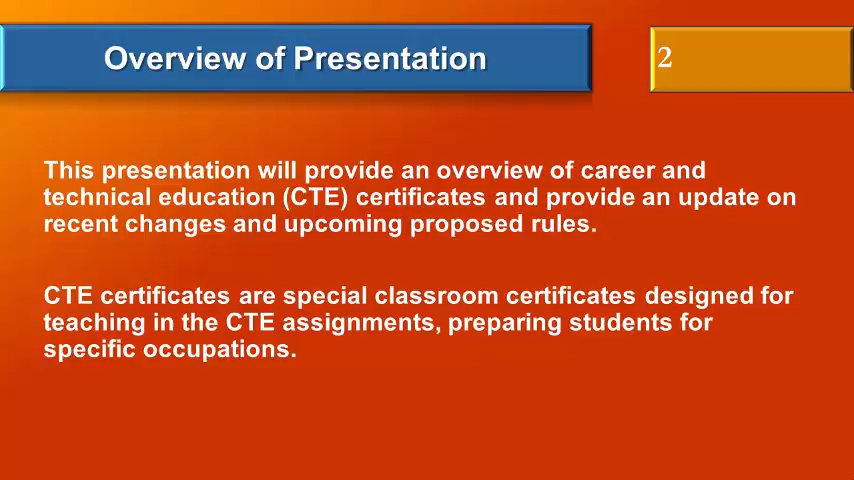 Overview of Presentation
2
This presentation will provide an overview of career and
technical education (CTE) certificates and provide an update on
recent changes and upcoming proposed rules.
CTE certificates are special classroom certificates designed for
teaching in the CTE assignments, preparing students for
specific occupations.